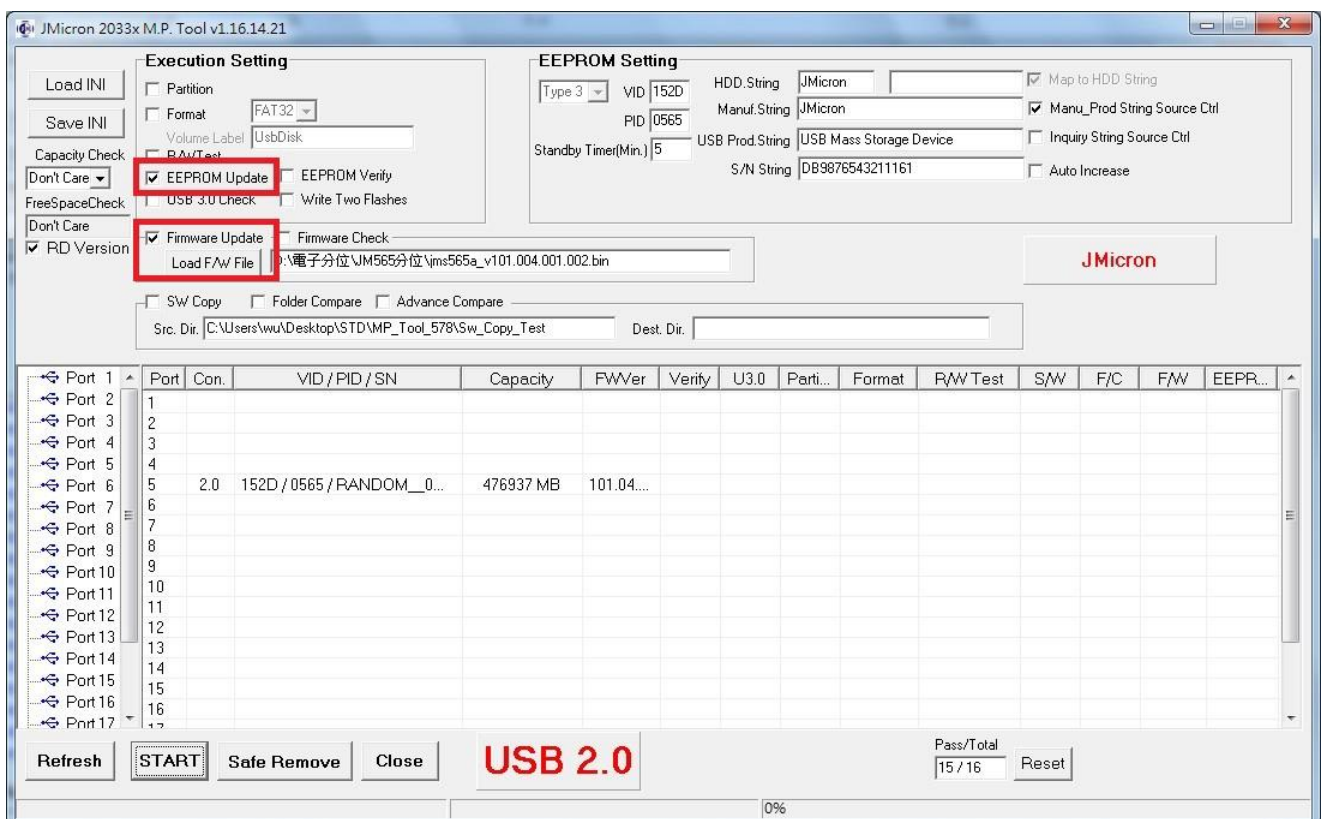 JMicron 2033x M.P. Tool v1.16.14.21
Load INI
Save INI
Capacity Check
Don't Care
FreeSpaceCheck
Don't Care
RD Version
Execution Setting
Partition
Format FAT32
Volume Label UsbDisk
R/W Test
EEPROM Update EEPROM Verify
USB 3.0 Check Write Two Flashes
EEPROM Setting
Type 3 VID 152D
PID 0565
Standby Timer(Min.) 5
HDD.String JMicron
Manuf.String JMicron
USB Prod.String USB Mass Storage Device
S/N String DB9876543211161
Map to HDD String
Manu_Prod String Source Ctrl
Inquiry String Source Ctrl
Auto Increase
Firmware Update Firmware Check
Load F/W File :\電子分位\JM565分位\jms565a_v101.004.001.002.bin
JMicron
SW Copy Folder Compare Advance Compare
Src. Dir. C:\Users\wu\Desktop\STD\MP_Tool_578\Sw_Copy_Test Dest. Dir.
Port 1
Port 2
Port 3
Port 4
Port 5
Port 6
Port 7
Port 8
Port 9
Port 10
Port 11
Port 12
Port 13
Port 14
Port 15
Port 16
Port 17
Port Con. VID / PID / SN Capacity FWVer Verify U3.0 Parti... Format R/W Test S/W F/C F/W EEPR...
1
2
3
4
5 2.0 152D / 0565 / RANDOM__0... 476937 MB 101.04....
6
7
8
9
10
11
12
13
14
15
16
17
Refresh START Safe Remove Close USB 2.0
Pass/Total
15 / 16 Reset
0%